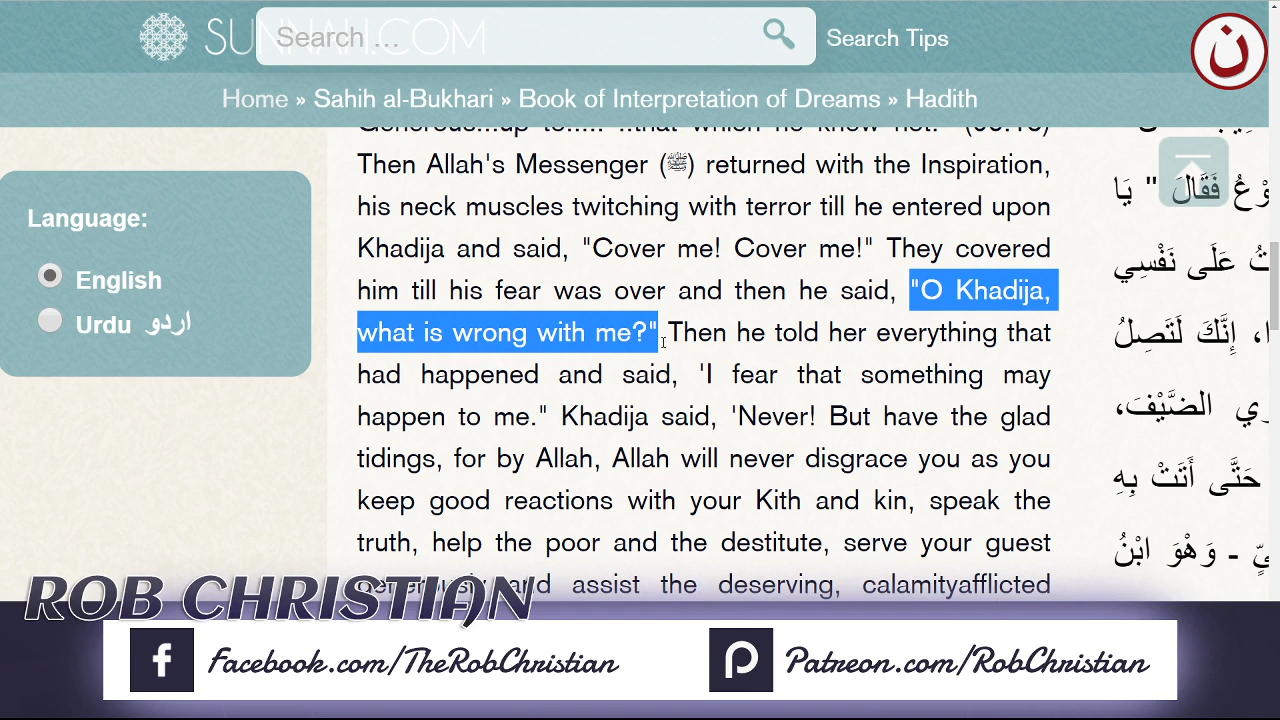 SUNNAH.COM
Search ...
Search Tips
ن
Home » Sahih al-Bukhari » Book of Interpretation of Dreams » Hadith
Language:
English
Urdu اردو
Then Allah's Messenger (ﷺ) returned with the Inspiration,
his neck muscles twitching with terror till he entered upon
Khadija and said, "Cover me! Cover me!" They covered
him till his fear was over and then he said, "O Khadija,
what is wrong with me?" Then he told her everything that
had happened and said, 'I fear that something may
happen to me." Khadija said, 'Never! But have the glad
tidings, for by Allah, Allah will never disgrace you as you
keep good reactions with your Kith and kin, speak the
truth, help the poor and the destitute, serve your guest
generously and assist the deserving, calamityafflicted
فَقَالَ " يَا
عَلَى نَفْسِي
إِنَّكَ لَتَصِلُ
الضَّيْفَ،
حَتَّى أَتَتْ بِهِ
ـ وَهْوَ ابْنُ
ROB CHRISTIAN
Facebook.com/TheRobChristian
Patreon.com/RobChristian